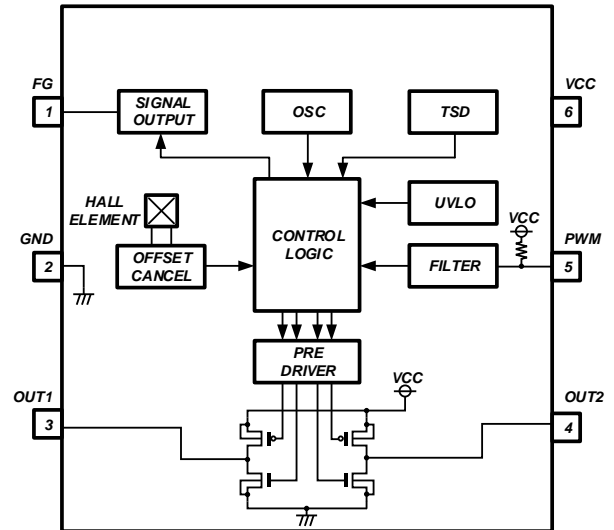 FG
1
SIGNAL
OUTPUT
OSC
TSD
VCC
6
HALL
ELEMENT
UVLO
VCC
GND
2
OFFSET
CANCEL
CONTROL
LOGIC
FILTER
PWM
5
PRE
DRIVER
VCC
OUT1
3
OUT2
4